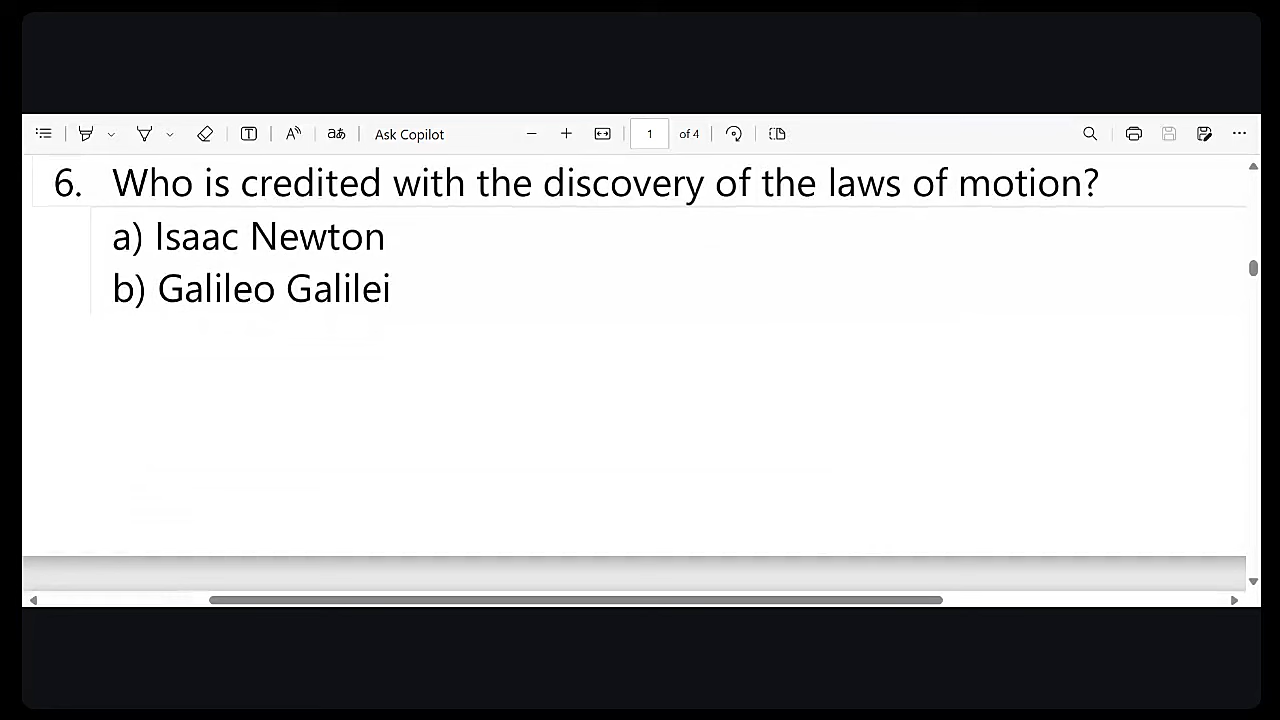 Ask Copilot
1 of 4
6. Who is credited with the discovery of the laws of motion?
a) Isaac Newton
b) Galileo Galilei